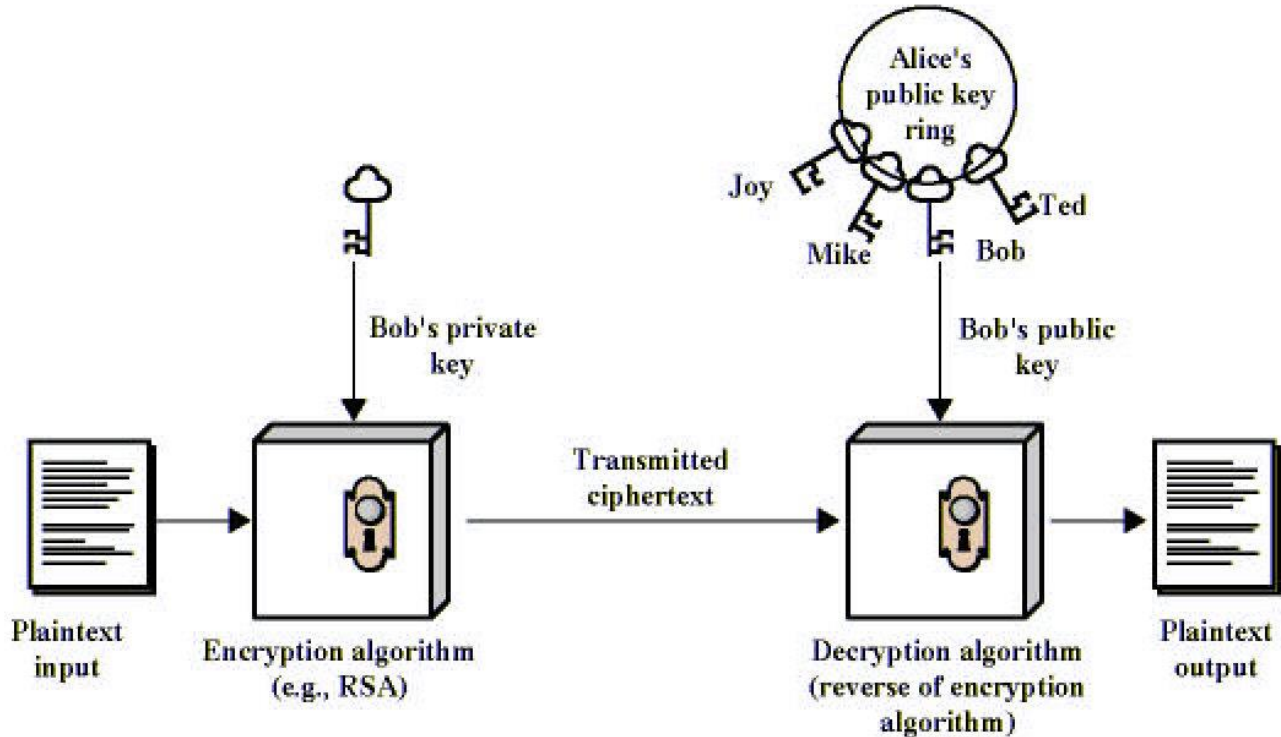 Alice's
public key
ring
Joy
Mike
Bob
Ted
Bob's private
key
Bob's public
key
Transmitted
ciphertext
Plaintext
input
Encryption algorithm
(e.g., RSA)
Decryption algorithm
(reverse of encryption
algorithm)
Plaintext
output